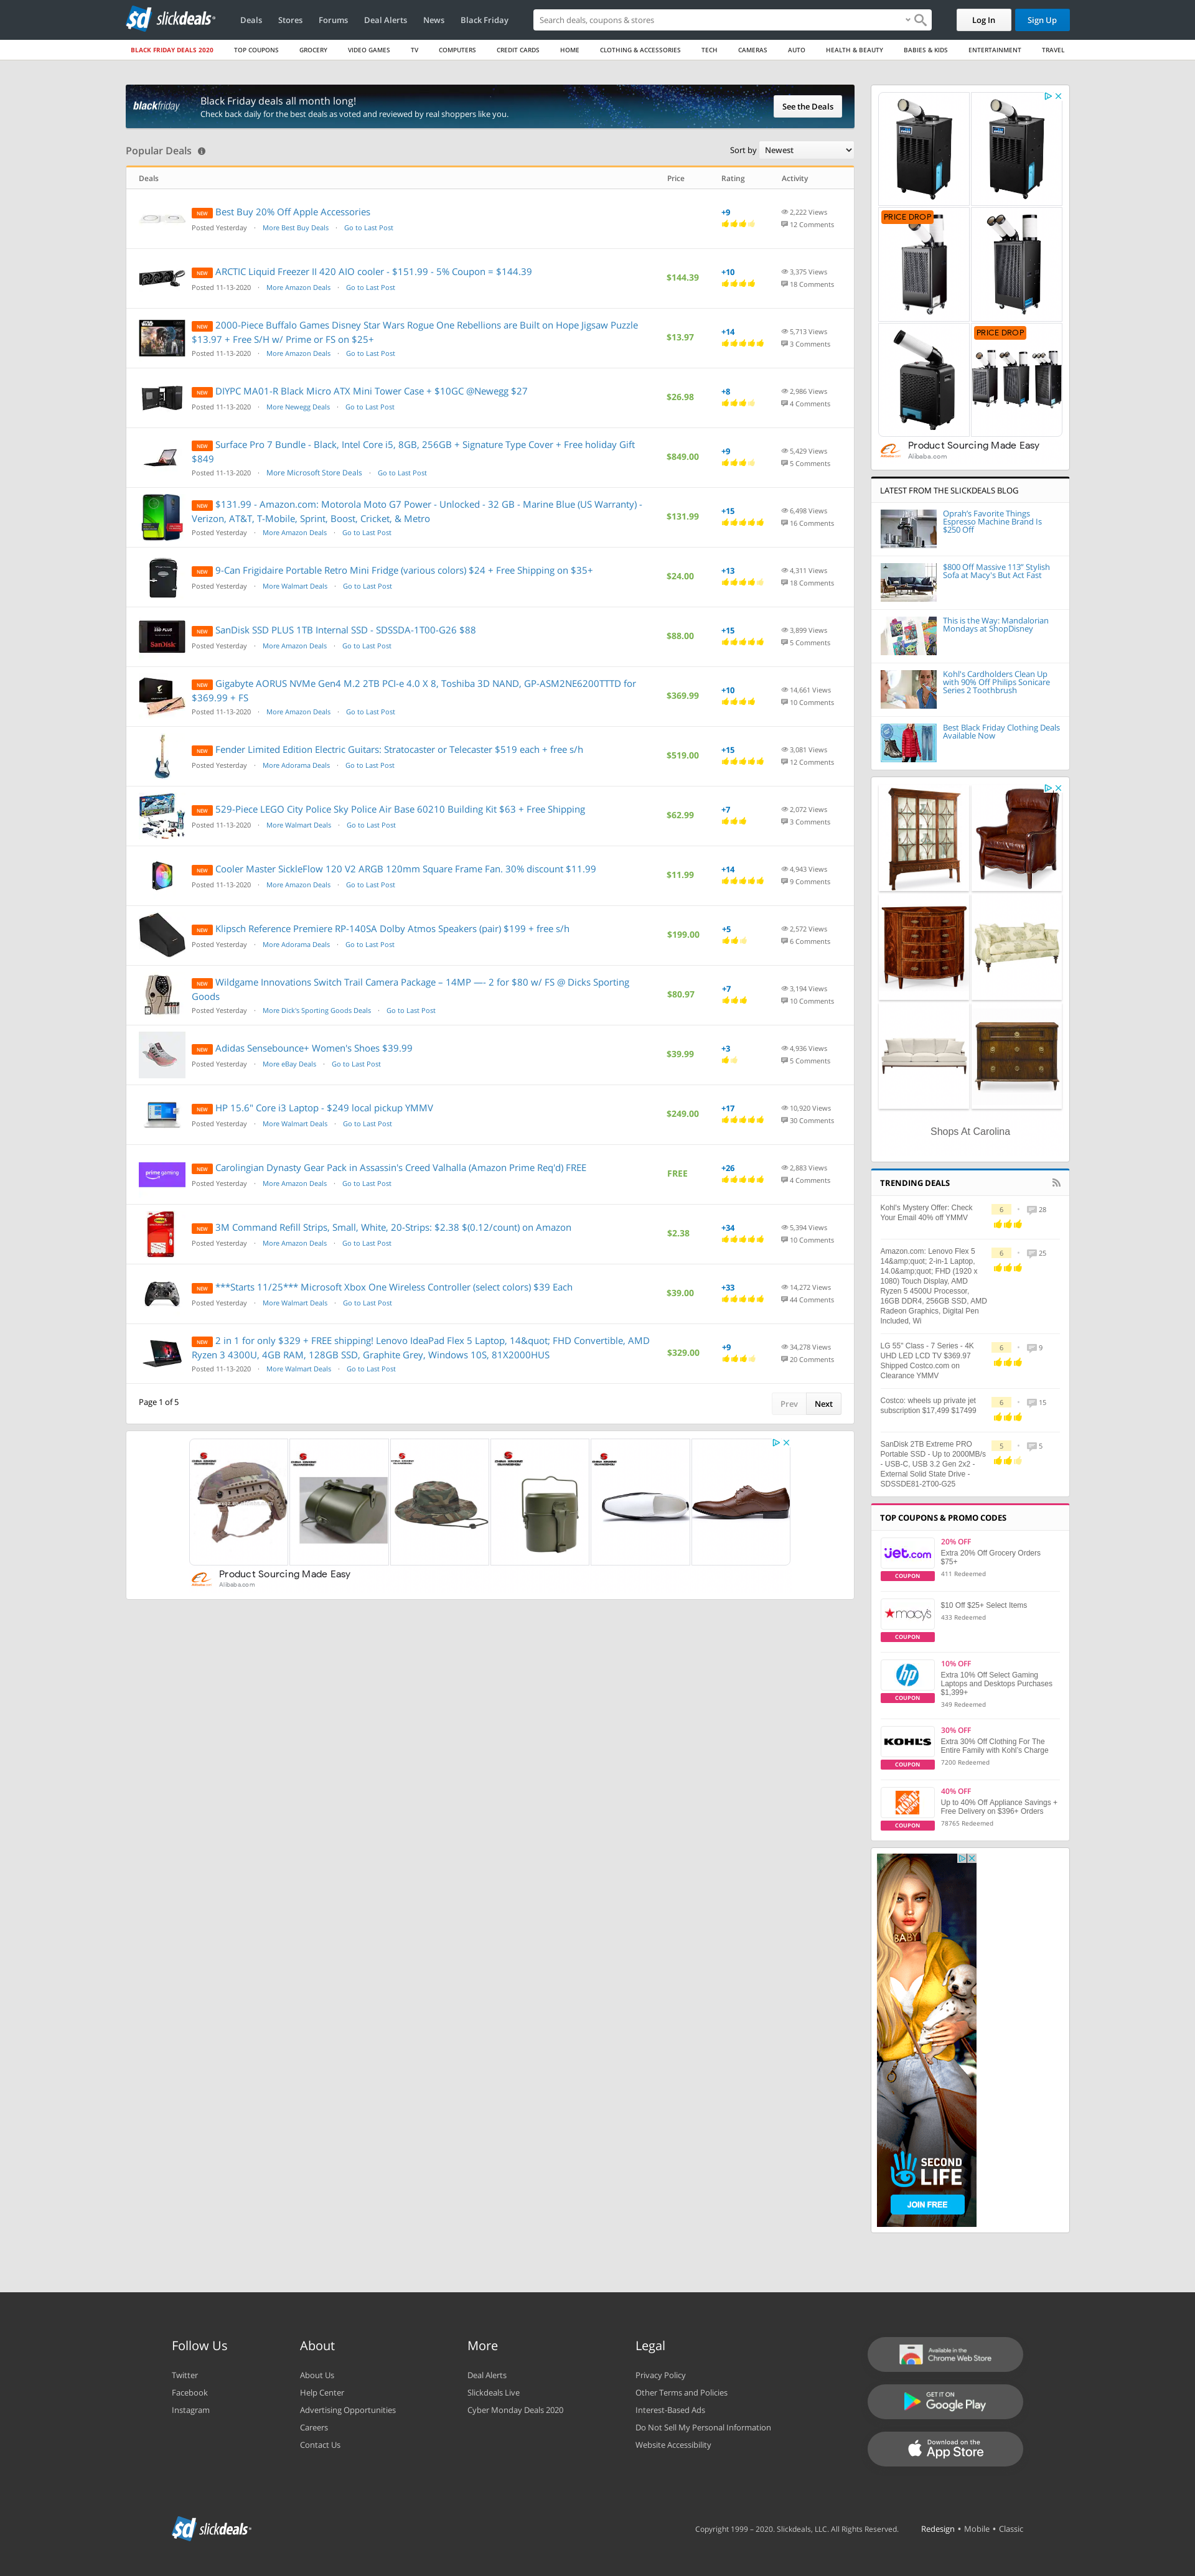 sd slickdeals
Deals Stores Forums Deal Alerts News Black Friday
Search deals, coupons & stores
Log In
Sign Up
BLACK FRIDAY DEALS 2020 TOP COUPONS GROCERY VIDEO GAMES TV COMPUTERS CREDIT CARDS HOME CLOTHING & ACCESSORIES TECH CAMERAS AUTO HEALTH & BEAUTY BABIES & KIDS ENTERTAINMENT TRAVEL
blackfriday
Black Friday deals all month long!
Check back daily for the best deals as voted and reviewed by real shoppers like you.
See the Deals
Popular Deals
Sort by Newest
Deals Price Rating Activity
NEW Best Buy 20% Off Apple Accessories
Posted Yesterday · More Best Buy Deals · Go to Last Post
+9
2,222 Views
12 Comments
NEW ARCTIC Liquid Freezer II 420 AIO cooler - $151.99 - 5% Coupon = $144.39
Posted 11-13-2020 · More Amazon Deals · Go to Last Post
$144.39
+10
3,375 Views
18 Comments
NEW 2000-Piece Buffalo Games Disney Star Wars Rogue One Rebellions are Built on Hope Jigsaw Puzzle
$13.97 + Free S/H w/ Prime or FS on $25+
Posted 11-13-2020 · More Amazon Deals · Go to Last Post
$13.97
+14
5,713 Views
3 Comments
NEW DIYPC MA01-R Black Micro ATX Mini Tower Case + $10GC @Newegg $27
Posted 11-13-2020 · More Newegg Deals · Go to Last Post
$26.98
+8
2,986 Views
4 Comments
NEW Surface Pro 7 Bundle - Black, Intel Core i5, 8GB, 256GB + Signature Type Cover + Free holiday Gift
$849
Posted 11-13-2020 · More Microsoft Store Deals · Go to Last Post
$849.00
+9
5,429 Views
5 Comments
NEW $131.99 - Amazon.com: Motorola Moto G7 Power - Unlocked - 32 GB - Marine Blue (US Warranty) -
Verizon, AT&T, T-Mobile, Sprint, Boost, Cricket, & Metro
Posted Yesterday · More Amazon Deals · Go to Last Post
$131.99
+15
6,498 Views
16 Comments
NEW 9-Can Frigidaire Portable Retro Mini Fridge (various colors) $24 + Free Shipping on $35+
Posted Yesterday · More Walmart Deals · Go to Last Post
$24.00
+13
4,311 Views
18 Comments
NEW SanDisk SSD PLUS 1TB Internal SSD - SDSSDA-1T00-G26 $88
Posted Yesterday · More Amazon Deals · Go to Last Post
$88.00
+15
3,899 Views
5 Comments
NEW Gigabyte AORUS NVMe Gen4 M.2 2TB PCI-e 4.0 X 8, Toshiba 3D NAND, GP-ASM2NE6200TTTD for
$369.99 + FS
Posted 11-13-2020 · More Amazon Deals · Go to Last Post
$369.99
+10
14,661 Views
10 Comments
NEW Fender Limited Edition Electric Guitars: Stratocaster or Telecaster $519 each + free s/h
Posted Yesterday · More Adorama Deals · Go to Last Post
$519.00
+15
3,081 Views
12 Comments
NEW 529-Piece LEGO City Police Sky Police Air Base 60210 Building Kit $63 + Free Shipping
Posted 11-13-2020 · More Walmart Deals · Go to Last Post
$62.99
+7
2,072 Views
3 Comments
NEW Cooler Master SickleFlow 120 V2 ARGB 120mm Square Frame Fan. 30% discount $11.99
Posted 11-13-2020 · More Amazon Deals · Go to Last Post
$11.99
+14
4,943 Views
9 Comments
NEW Klipsch Reference Premiere RP-140SA Dolby Atmos Speakers (pair) $199 + free s/h
Posted Yesterday · More Adorama Deals · Go to Last Post
$199.00
+5
2,572 Views
6 Comments
NEW Wildgame Innovations Switch Trail Camera Package – 14MP —- 2 for $80 w/ FS @ Dicks Sporting
Goods
Posted Yesterday · More Dick's Sporting Goods Deals · Go to Last Post
$80.97
+7
3,194 Views
10 Comments
NEW Adidas Sensebounce+ Women's Shoes $39.99
Posted Yesterday · More eBay Deals · Go to Last Post
$39.99
+3
4,936 Views
5 Comments
NEW HP 15.6" Core i3 Laptop - $249 local pickup YMMV
Posted Yesterday · More Walmart Deals · Go to Last Post
$249.00
+17
10,920 Views
30 Comments
prime gaming
NEW Carolingian Dynasty Gear Pack in Assassin's Creed Valhalla (Amazon Prime Req'd) FREE
Posted Yesterday · More Amazon Deals · Go to Last Post
FREE
+26
2,883 Views
4 Comments
NEW 3M Command Refill Strips, Small, White, 20-Strips: $2.38 $(0.12/count) on Amazon
Posted Yesterday · More Amazon Deals · Go to Last Post
$2.38
+34
5,394 Views
10 Comments
NEW ***Starts 11/25*** Microsoft Xbox One Wireless Controller (select colors) $39 Each
Posted Yesterday · More Walmart Deals · Go to Last Post
$39.00
+33
14,272 Views
44 Comments
NEW 2 in 1 for only $329 + FREE shipping! Lenovo IdeaPad Flex 5 Laptop, 14&quot; FHD Convertible, AMD
Ryzen 3 4300U, 4GB RAM, 128GB SSD, Graphite Grey, Windows 10S, 81X2000HUS
Posted 11-13-2020 · More Walmart Deals · Go to Last Post
$329.00
+9
34,278 Views
20 Comments
Page 1 of 5
Prev Next
Product Sourcing Made Easy
Alibaba.com
PRICE DROP
PRICE DROP
Product Sourcing Made Easy
Alibaba.com
LATEST FROM THE SLICKDEALS BLOG
Oprah's Favorite Things
Espresso Machine Brand Is
$250 Off
$800 Off Massive 113" Stylish
Sofa at Macy's But Act Fast
This is the Way: Mandalorian
Mondays at ShopDisney
Kohl's Cardholders Clean Up
with 90% Off Philips Sonicare
Series 2 Toothbrush
Best Black Friday Clothing Deals
Available Now
Shops At Carolina
TRENDING DEALS
Kohl's Mystery Offer: Check
Your Email 40% off YMMV
6 · 28
Amazon.com: Lenovo Flex 5
14&amp;quot; 2-in-1 Laptop,
14.0&amp;quot; FHD (1920 x
1080) Touch Display, AMD
Ryzen 5 4500U Processor,
16GB DDR4, 256GB SSD, AMD
Radeon Graphics, Digital Pen
Included, Wi
6 · 25
LG 55" Class - 7 Series - 4K
UHD LED LCD TV $369.97
Shipped Costco.com on
Clearance YMMV
6 · 9
Costco: wheels up private jet
subscription $17,499 $17499
6 · 15
SanDisk 2TB Extreme PRO
Portable SSD - Up to 2000MB/s
- USB-C, USB 3.2 Gen 2x2 -
External Solid State Drive -
SDSSDE81-2T00-G25
5 · 5
TOP COUPONS & PROMO CODES
jet.com
COUPON
20% OFF
Extra 20% Off Grocery Orders
$75+
411 Redeemed
macy's
COUPON
$10 Off $25+ Select Items
433 Redeemed
hp
COUPON
10% OFF
Extra 10% Off Select Gaming
Laptops and Desktops Purchases
$1,399+
349 Redeemed
KOHL'S
COUPON
30% OFF
Extra 30% Off Clothing For The
Entire Family with Kohl's Charge
7200 Redeemed
COUPON
40% OFF
Up to 40% Off Appliance Savings +
Free Delivery on $396+ Orders
78765 Redeemed
BABY
SECOND
LIFE
JOIN FREE
Follow Us
Twitter
Facebook
Instagram
About
About Us
Help Center
Advertising Opportunities
Careers
Contact Us
More
Deal Alerts
Slickdeals Live
Cyber Monday Deals 2020
Legal
Privacy Policy
Other Terms and Policies
Interest-Based Ads
Do Not Sell My Personal Information
Website Accessibility
Available in the
Chrome Web Store
GET IT ON
Google Play
Download on the
App Store
sd slickdeals
Copyright 1999 – 2020. Slickdeals, LLC. All Rights Reserved.
Redesign • Mobile • Classic